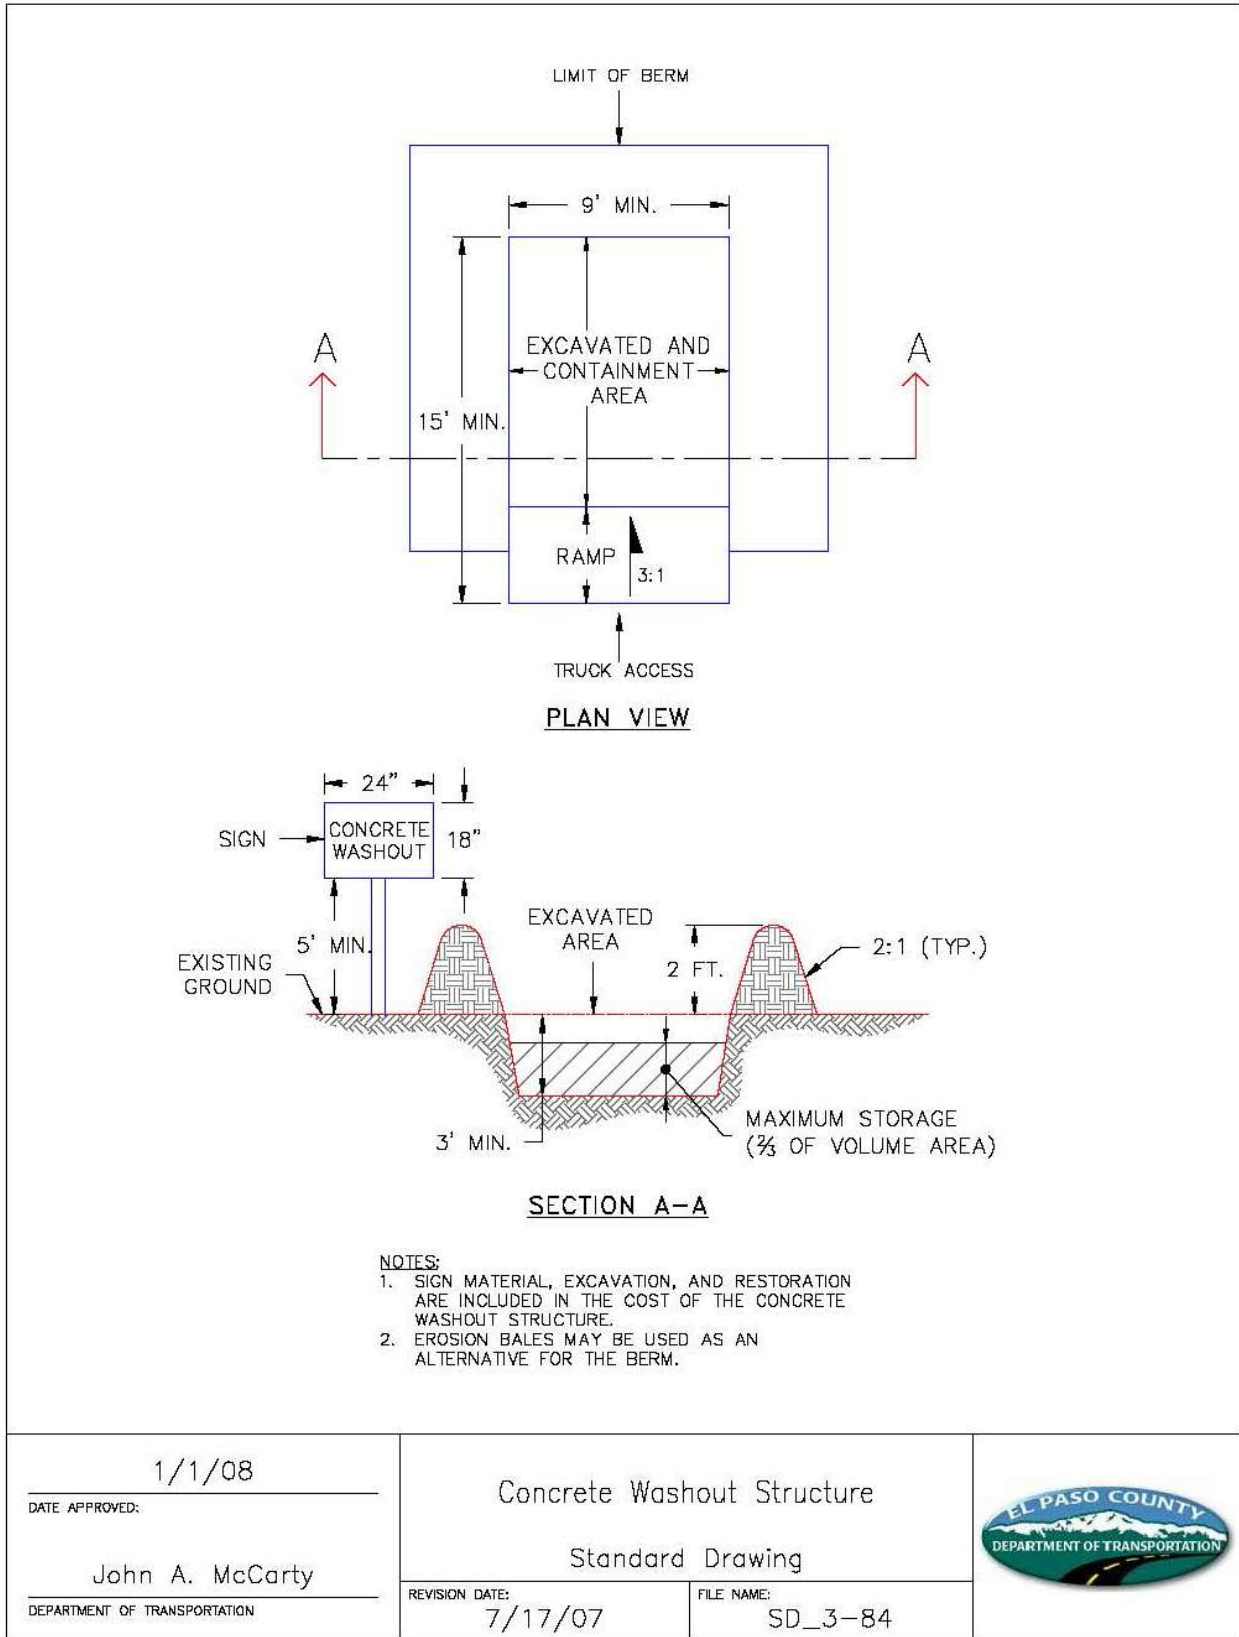 LIMIT OF BERM
9' MIN.
A
A
EXCAVATED AND
CONTAINMENT
AREA
15' MIN.
RAMP
3:1
TRUCK ACCESS
PLAN VIEW
24"
SIGN
CONCRETE
WASHOUT
18"
5' MIN.
EXISTING
GROUND
EXCAVATED
AREA
2 FT.
2:1 (TYP.)
3' MIN.
MAXIMUM STORAGE
(⅔ OF VOLUME AREA)
SECTION A-A
NOTES:
1. SIGN MATERIAL, EXCAVATION, AND RESTORATION
ARE INCLUDED IN THE COST OF THE CONCRETE
WASHOUT STRUCTURE.
2. EROSION BALES MAY BE USED AS AN
ALTERNATIVE FOR THE BERM.
1/1/08
DATE APPROVED:
John A. McCarty
DEPARTMENT OF TRANSPORTATION
Concrete Washout Structure
Standard Drawing
REVISION DATE:
7/17/07
FILE NAME:
SD_3-84
EL PASO COUNTY
DEPARTMENT OF TRANSPORTATION